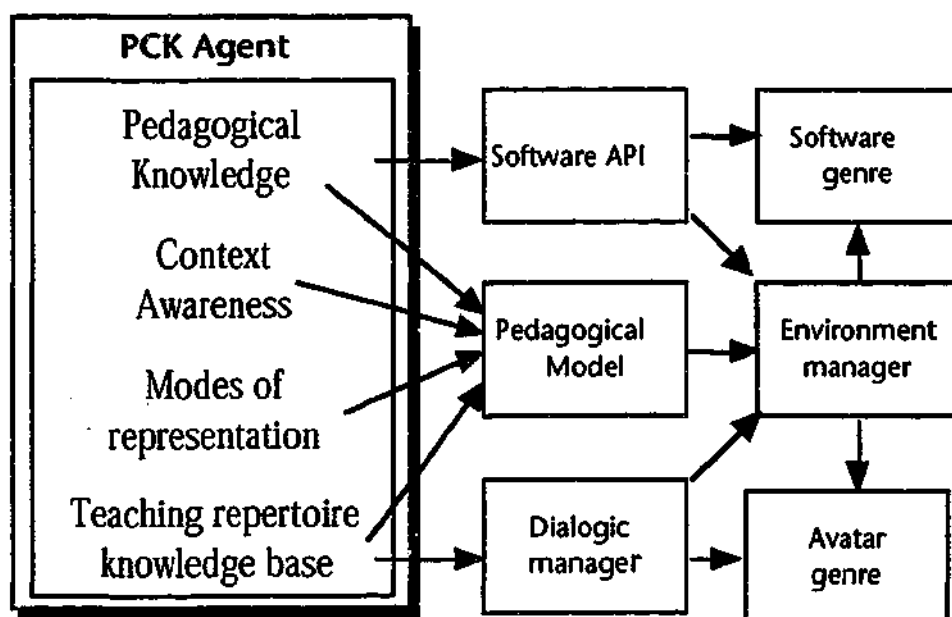 PCK Agent
Pedagogical
Knowledge
Context
Awareness
Modes of
representation
Teaching repertoire
knowledge base
Software API
Pedagogical
Model
Dialogic
manager
Software
genre
Environment
manager
Avatar
genre